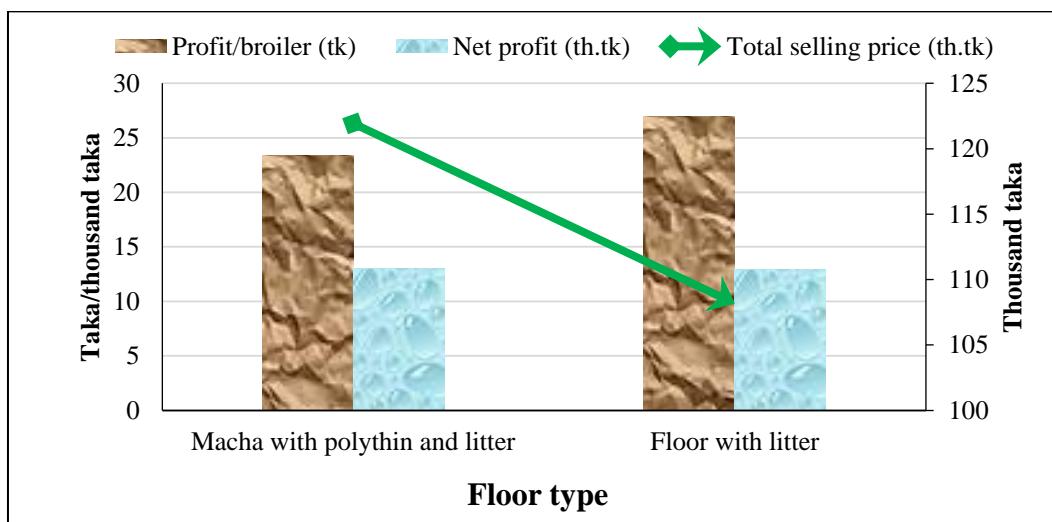 Profit/broiler (tk) Net profit (th.tk) Total selling price (th.tk)
Taka/thousand taka
30
25
20
15
10
5
0
125
120
115
110
105
100
Thousand taka
Macha with polythin and litter Floor with litter
Floor type